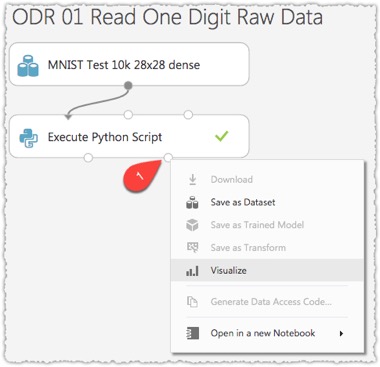 ODR 01 Read One Digit Raw Data
MNIST Test 10k 28x28 dense
Execute Python Script
1
Download
Save as Dataset
Save as Trained Model
Save as Transform
Visualize
Generate Data Access Code...
Open in a new Notebook